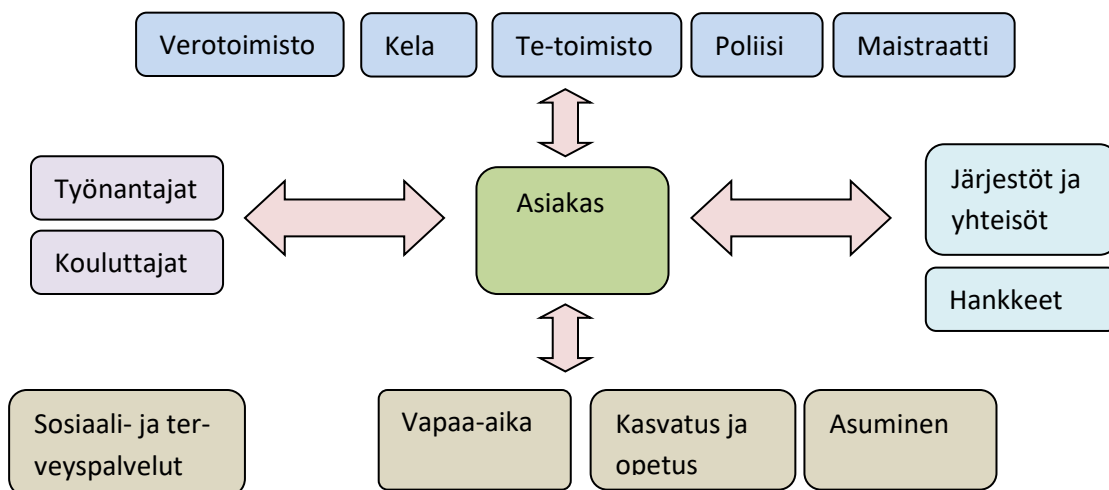 Verotoimisto
Kela
Te-toimisto
Poliisi
Maistraatti
Työnantajat
Kouluttajat
Asiakas
Järjestöt ja
yhteisöt
Hankkeet
Sosiaali- ja ter-
veyspalvelut
Vapaa-aika
Kasvatus ja
opetus
Asuminen